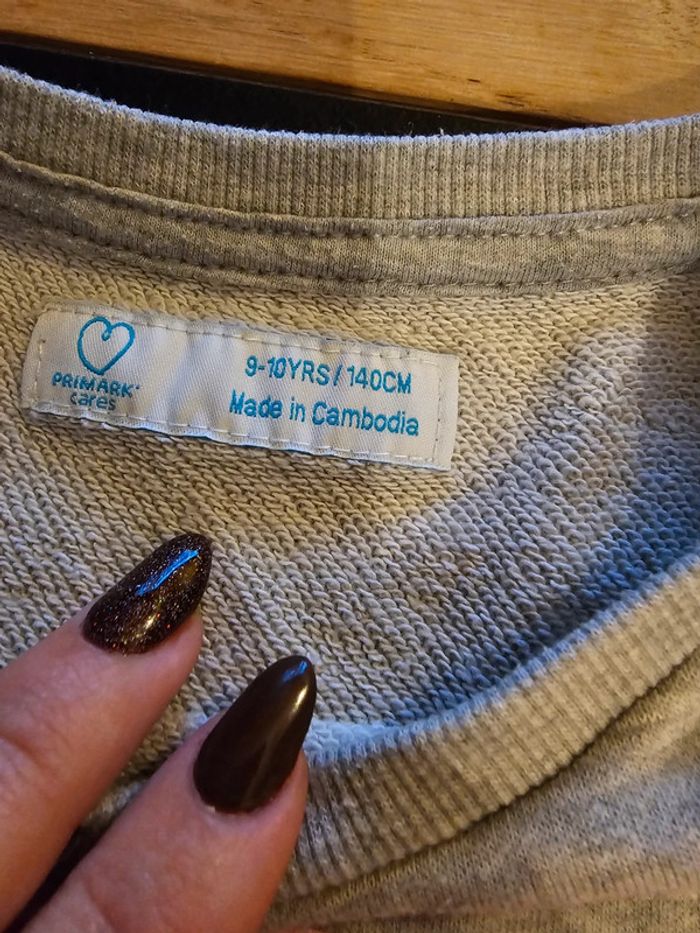 PRIMARK
cares
9-10YRS / 140CM
Made in Cambodia